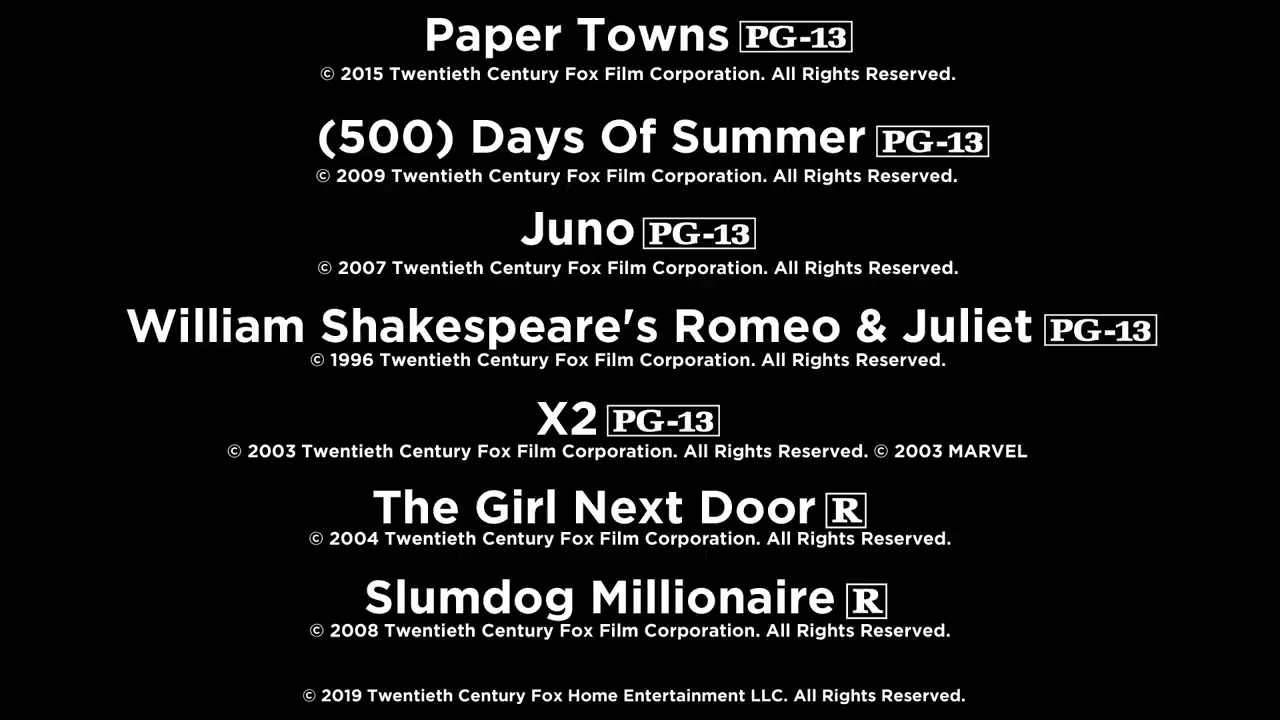 Paper Towns PG-13
© 2015 Twentieth Century Fox Film Corporation. All Rights Reserved.
(500) Days Of Summer PG-13
© 2009 Twentieth Century Fox Film Corporation. All Rights Reserved.
Juno PG-13
© 2007 Twentieth Century Fox Film Corporation. All Rights Reserved.
William Shakespeare's Romeo & Juliet PG-13
© 1996 Twentieth Century Fox Film Corporation. All Rights Reserved.
X2 PG-13
© 2003 Twentieth Century Fox Film Corporation. All Rights Reserved. © 2003 MARVEL
The Girl Next Door R
© 2004 Twentieth Century Fox Film Corporation. All Rights Reserved.
Slumdog Millionaire R
© 2008 Twentieth Century Fox Film Corporation. All Rights Reserved.
© 2019 Twentieth Century Fox Home Entertainment LLC. All Rights Reserved.